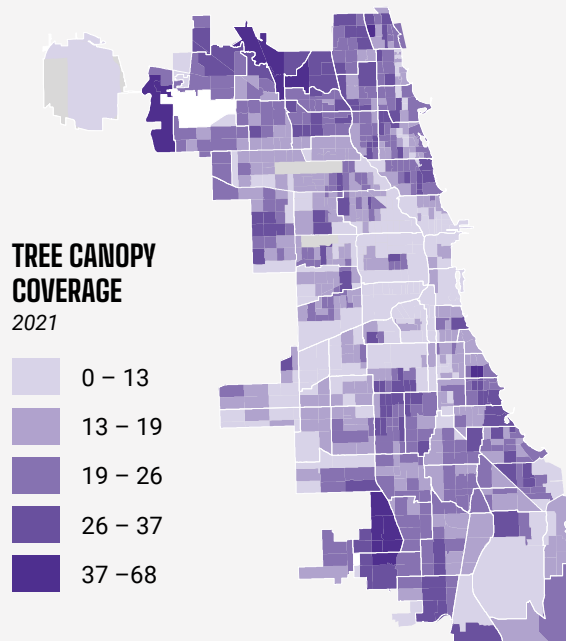 TREE CANOPY
COVERAGE
2021
0 – 13
13 – 19
19 – 26
26 – 37
37 –68